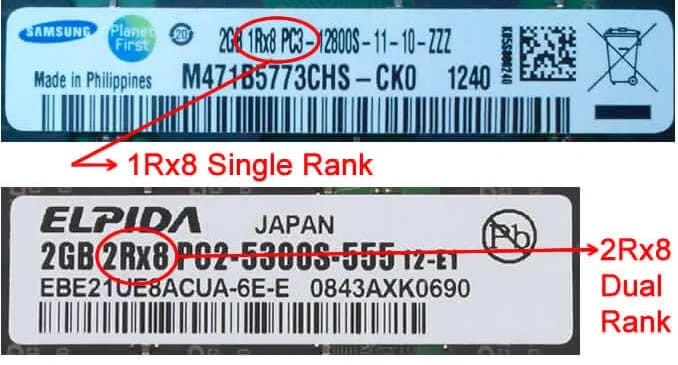 SAMSUNG
Planet
First
20
2GB 1Rx8 PC3-12800S-11-10-ZZZ
Made in Philippines
M471B5773CHS-CK0 1240
1Rx8 Single Rank
ELPIDA JAPAN
2GB 2Rx8 PC2-5300S-555 12-E1
EBE21UE8ACUA-6E-E 0843AXK0690
Pb
2Rx8
Dual
Rank